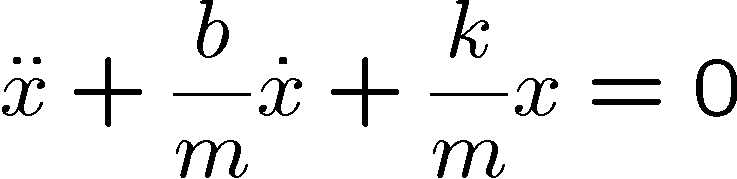 ẍ + b/m ẋ + k/m x = 0